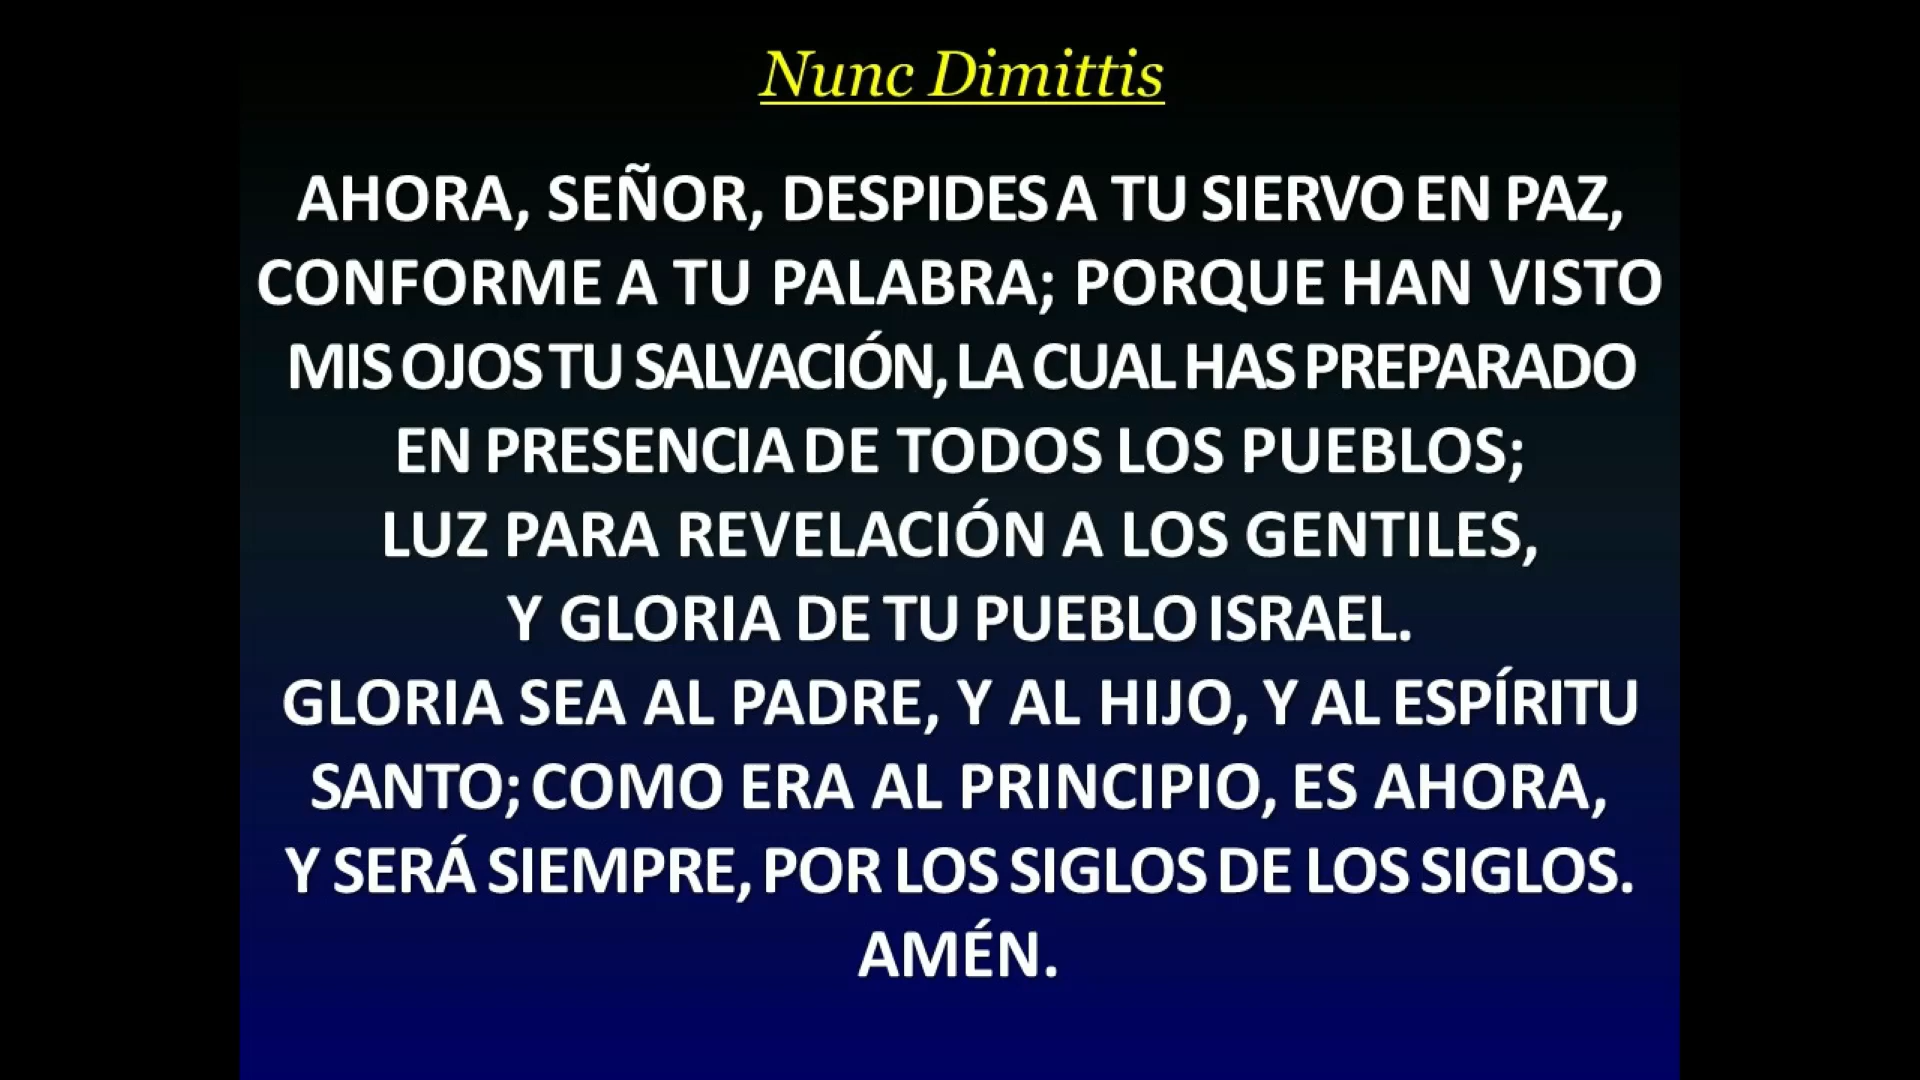 Nunc Dimittis
AHORA, SEÑOR, DESPIDES A TU SIERVO EN PAZ,
CONFORME A TU PALABRA; PORQUE HAN VISTO
MIS OJOS TU SALVACIÓN, LA CUAL HAS PREPARADO
EN PRESENCIA DE TODOS LOS PUEBLOS;
LUZ PARA REVELACIÓN A LOS GENTILES,
Y GLORIA DE TU PUEBLO ISRAEL.
GLORIA SEA AL PADRE, Y AL HIJO, Y AL ESPÍRITU
SANTO; COMO ERA AL PRINCIPIO, ES AHORA,
Y SERÁ SIEMPRE, POR LOS SIGLOS DE LOS SIGLOS.
AMÉN.